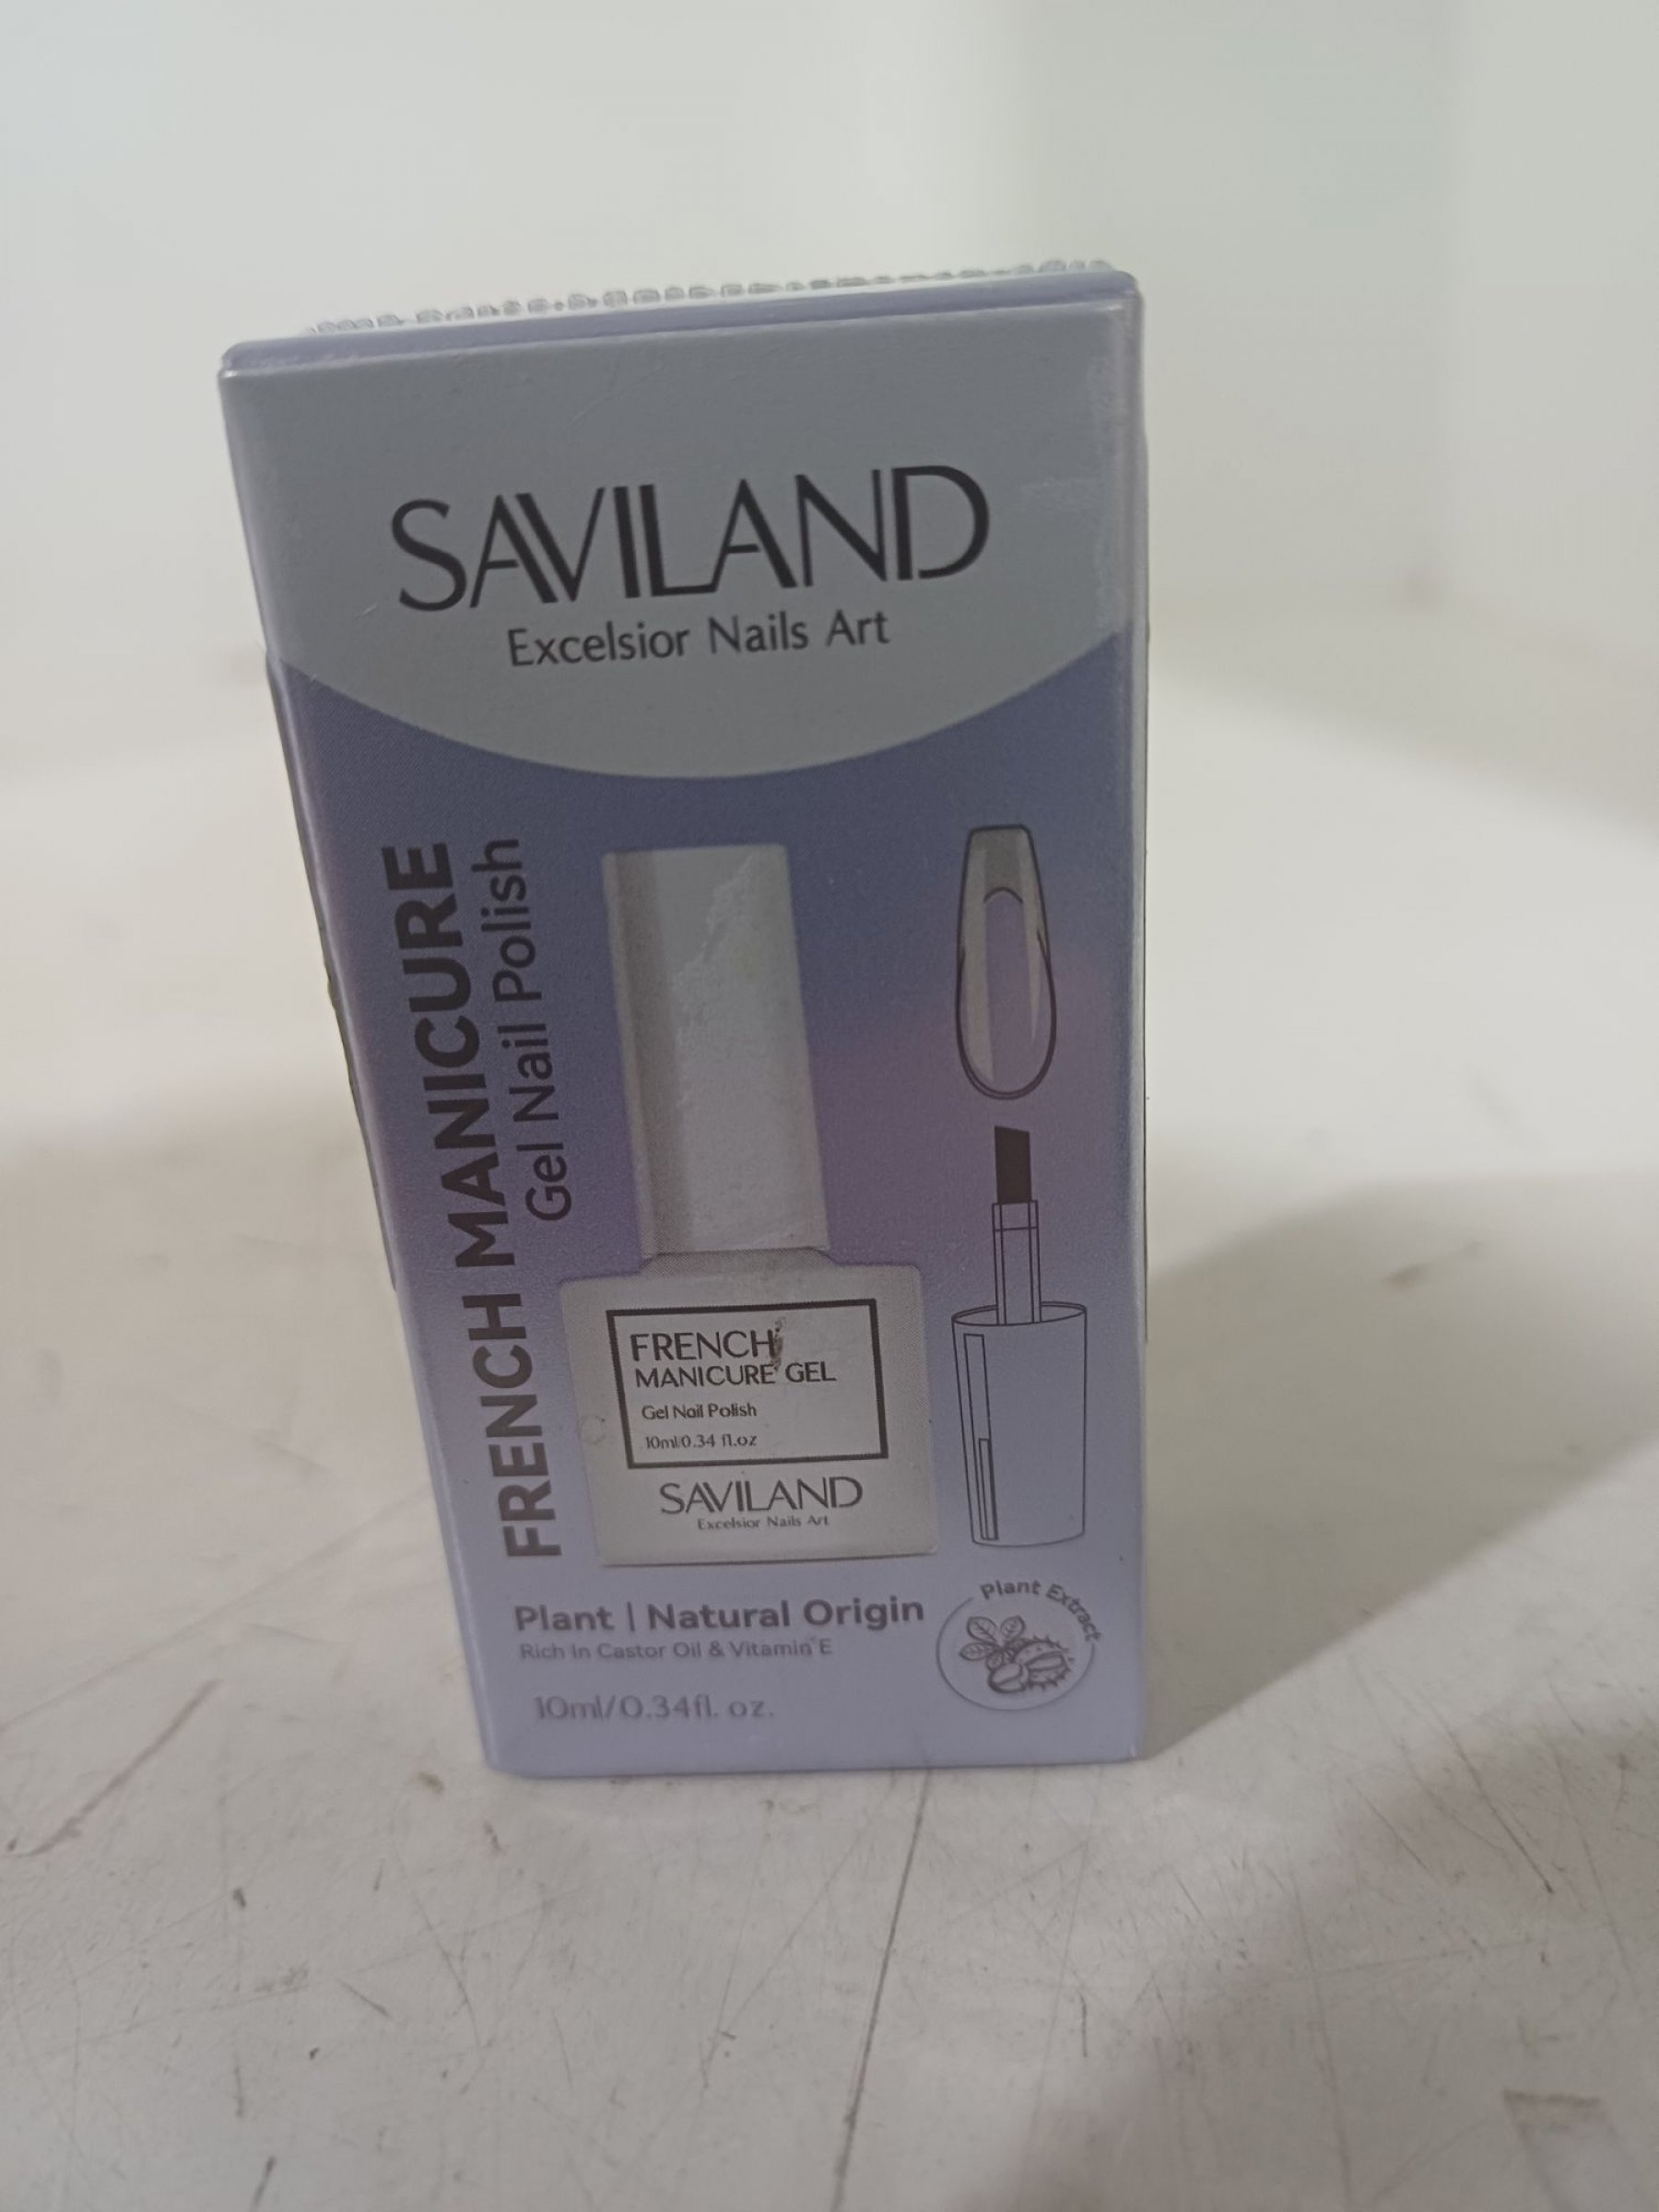 SAVILAND
Excelsior Nails Art
FRENCH MANICURE
Gel Nail Polish
FRENCH
MANICURE GEL
Gel Nail Polish
10ml/0.34 fl.oz
SAVILAND
Excelsior Nails Art
Plant | Natural Origin
Rich In Castor Oil & Vitamin E
10ml/0.34fl. oz.
Plant Extract